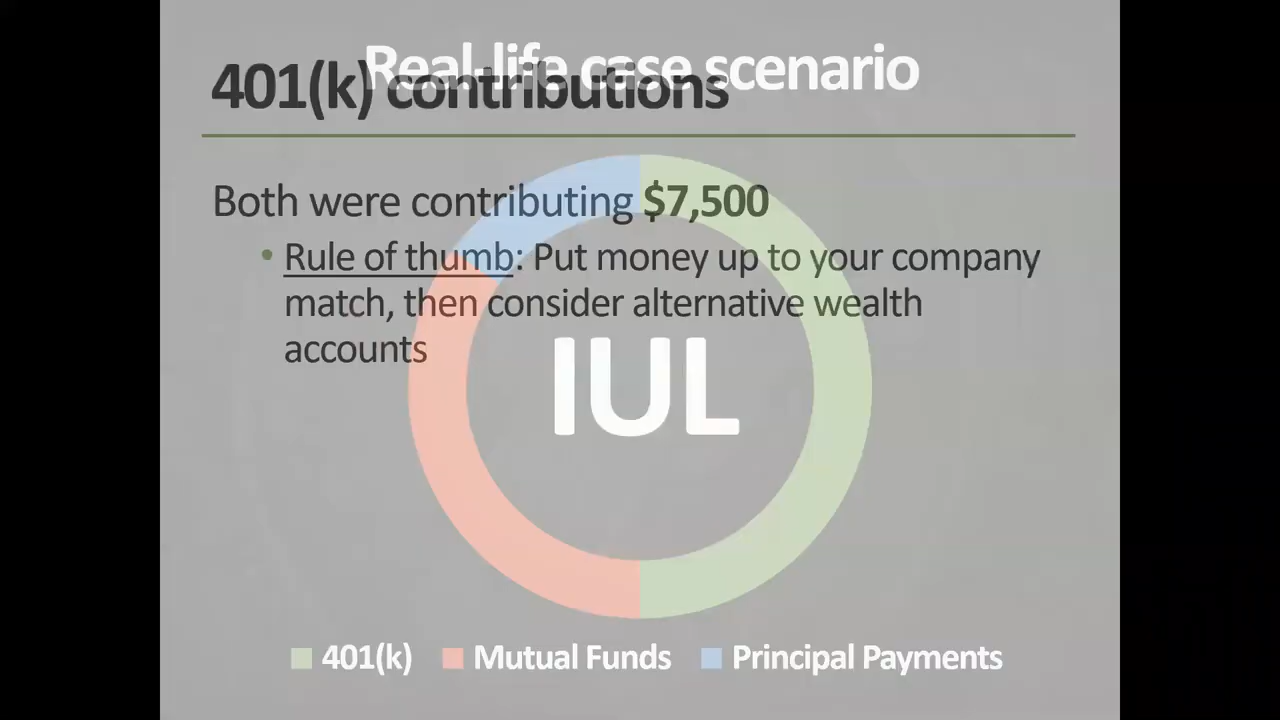 Real-life case scenario
401(k) contributions
Both were contributing $7,500
• Rule of thumb: Put money up to your company
match, then consider alternative wealth
accounts
IUL
401(k) Mutual Funds Principal Payments